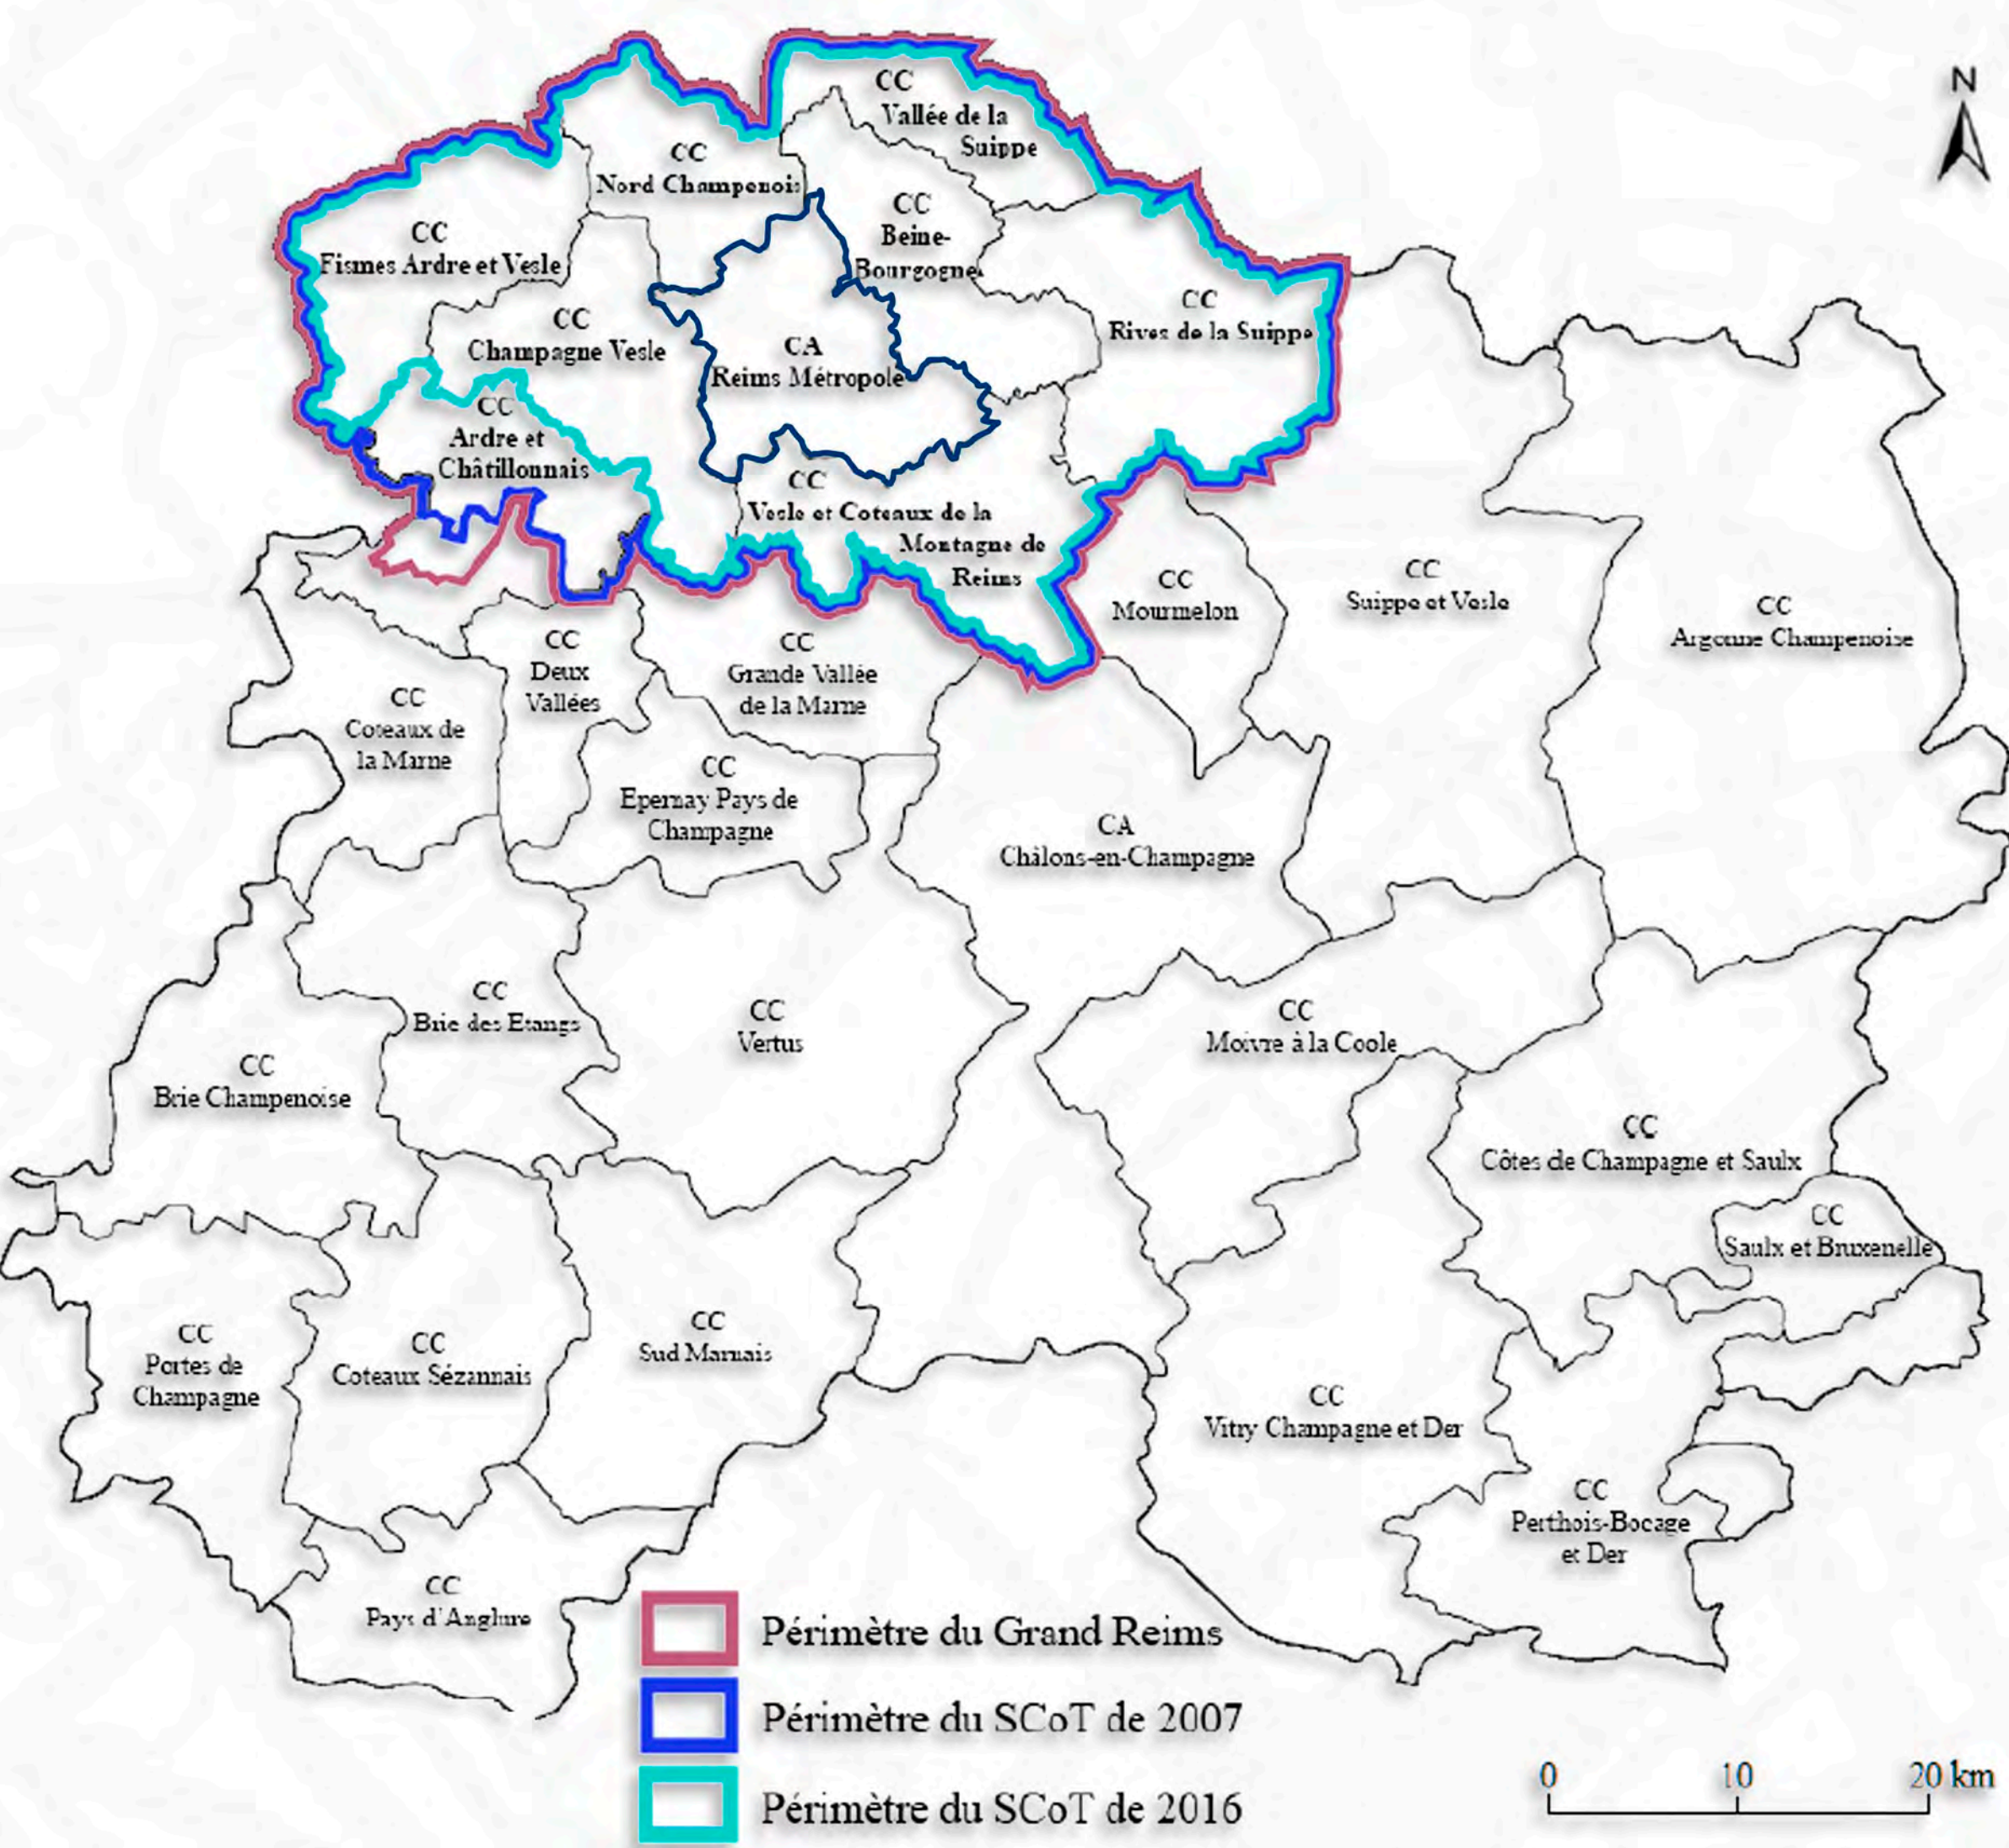 N
CC
Vallée de la
Suippe
CC
Nord Champenois
CC
Beine-
Bourgogne
CC
Fismes Ardre et Vesle
CC
Rives de la Suippe
CC
Champagne Vesle
CA
Reims Métropole
CC
Ardre et
Châtillonnais
CC
Vesle et Coteaux de la
Montagne de
Reims
CC
Mourmelon
CC
Suippe et Vesle
CC
Argonne Champenoise
CC
Deux
Vallées
CC
Grande Vallée
de la Marne
CC
Coteaux de
la Marne
CC
Epernay Pays de
Champagne
CA
Châlons-en-Champagne
CC
Brie des Etangs
CC
Vertus
CC
Moivre à la Coole
CC
Brie Champenoise
CC
Côtes de Champagne et Saulx
CC
Saulx et Bruxenelle
CC
Portes de
Champagne
CC
Coteaux Sézannais
CC
Sud Marnais
CC
Vitry Champagne et Der
CC
Perthois-Bocage
et Der
CC
Pays d'Anglure
Périmètre du Grand Reims
Périmètre du SCoT de 2007
Périmètre du SCoT de 2016
0 10 20 km